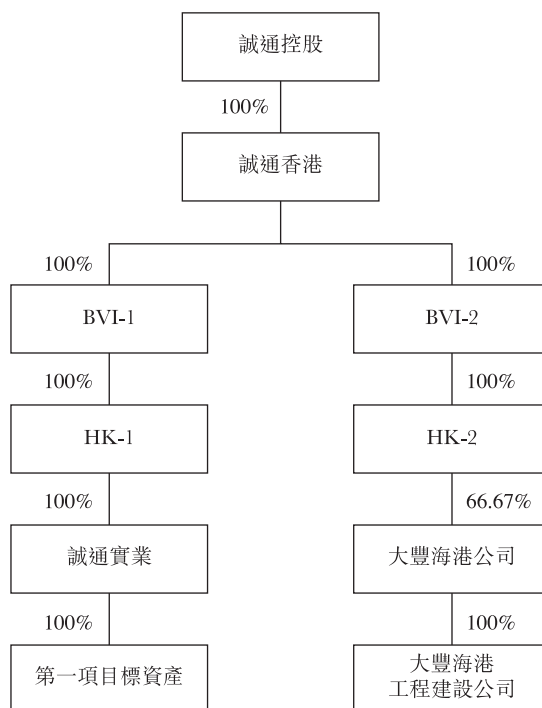 誠通控股
100%
誠通香港
100%
100%
BVI-1
BVI-2
100%
100%
HK-1
HK-2
100%
66.67%
誠通實業
大豐海港公司
100%
100%
第一項目標資產
大豐海港
工程建設公司